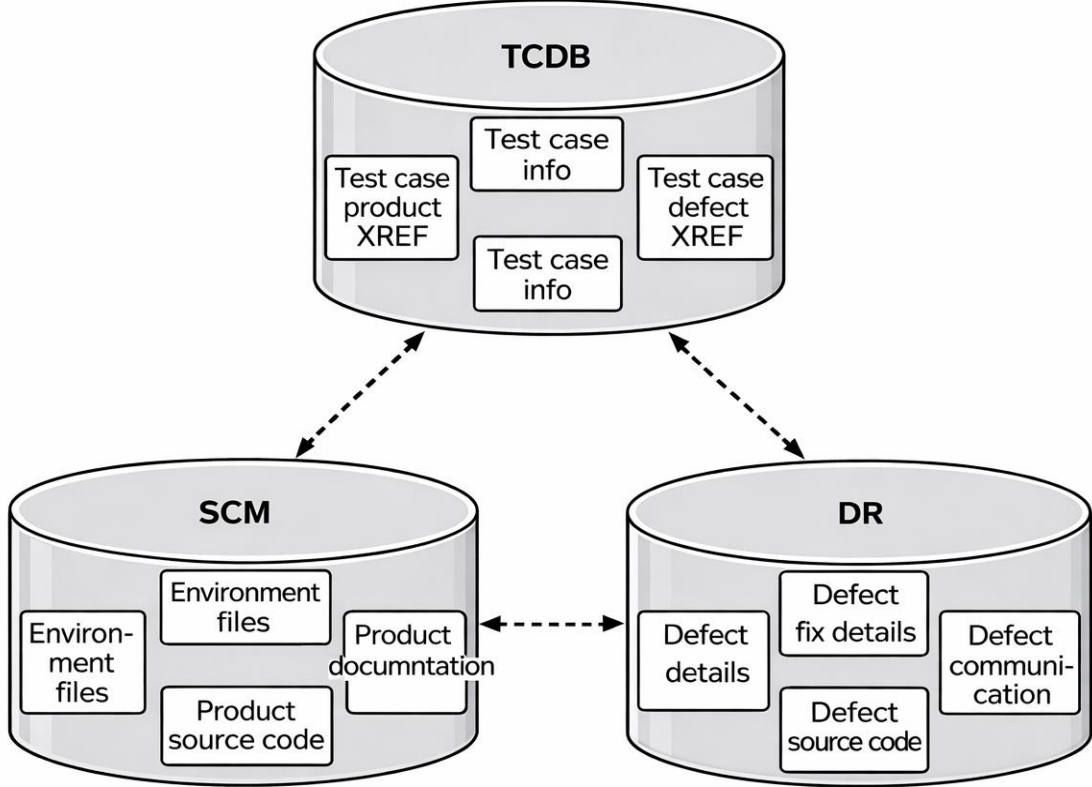 TCDB
Test case
info
Test case
product
XREF
Test case
defect
XREF
Test case
info
SCM
Environment
files
Environ-
ment
files
Product
documntation
Product
source code
DR
Defect
fix details
Defect
details
Defect
communi-
cation
Defect
source code